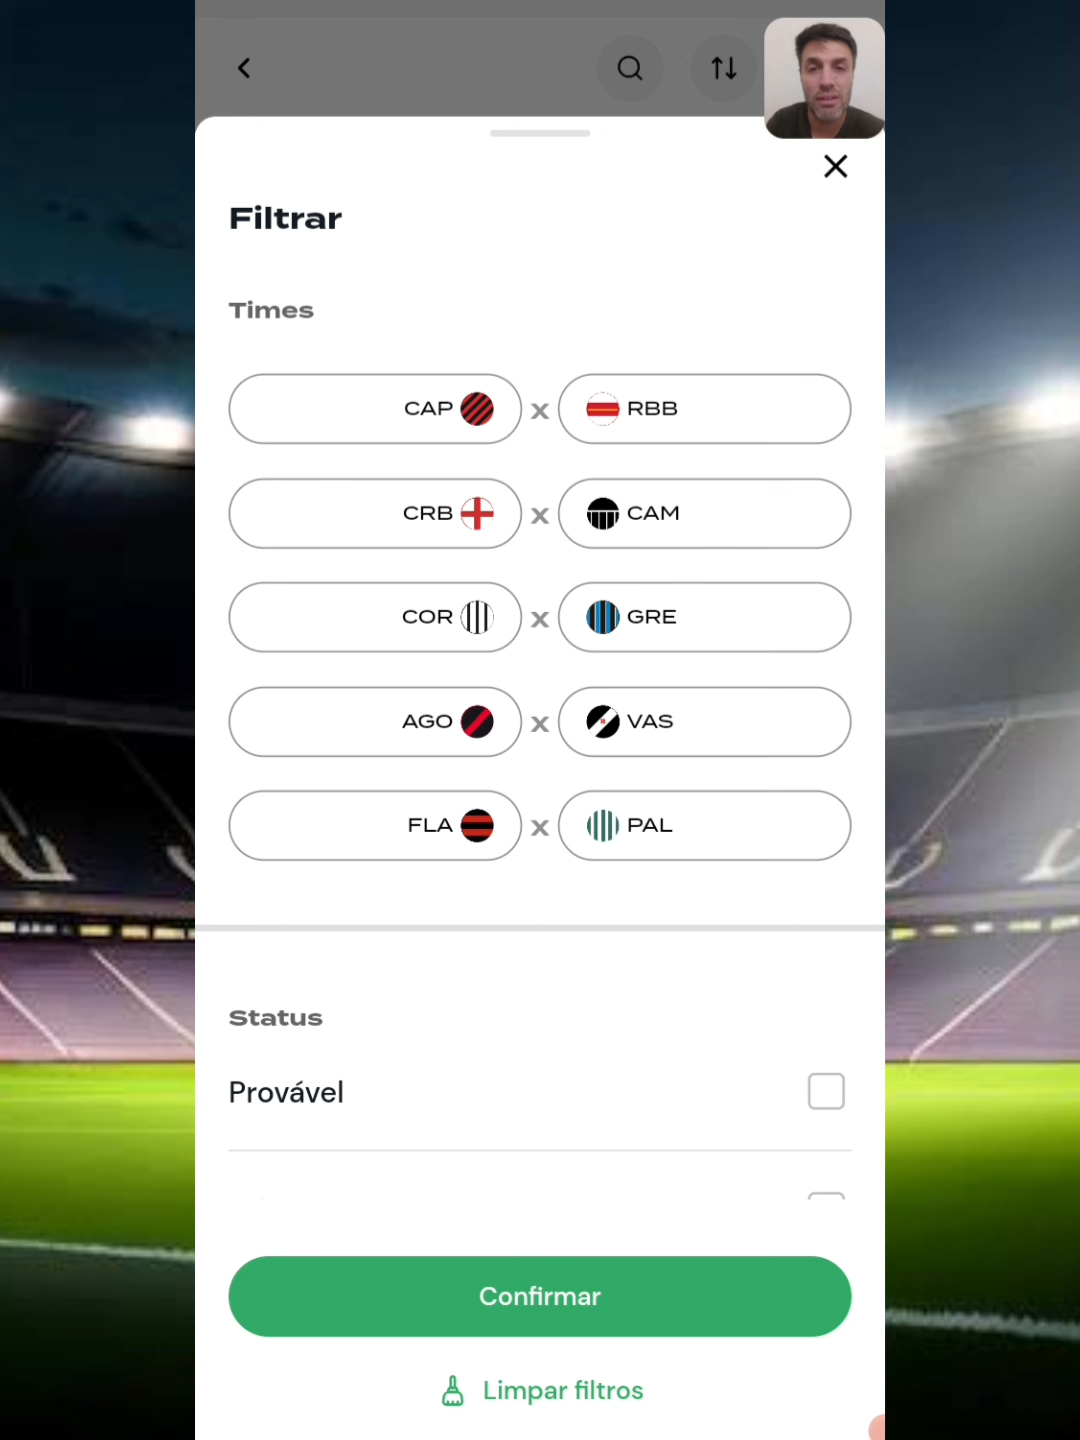 Filtrar
Times
CAP x RBB
CRB x CAM
COR x GRE
AGO x VAS
FLA x PAL
Status
Provável
Confirmar
Limpar filtros